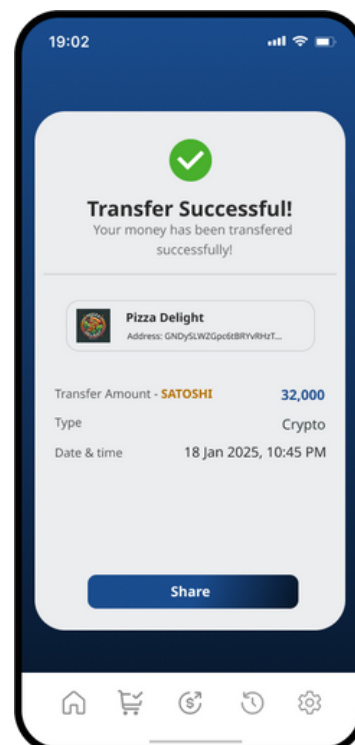 19:02
Transfer Successful!
Your money has been transfered
successfully!
Pizza Delight
Address: GNDySLWZGpc6tBRYvRHzT...
Transfer Amount - SATOSHI 32,000
Type Crypto
Date & time 18 Jan 2025, 10:45 PM
Share